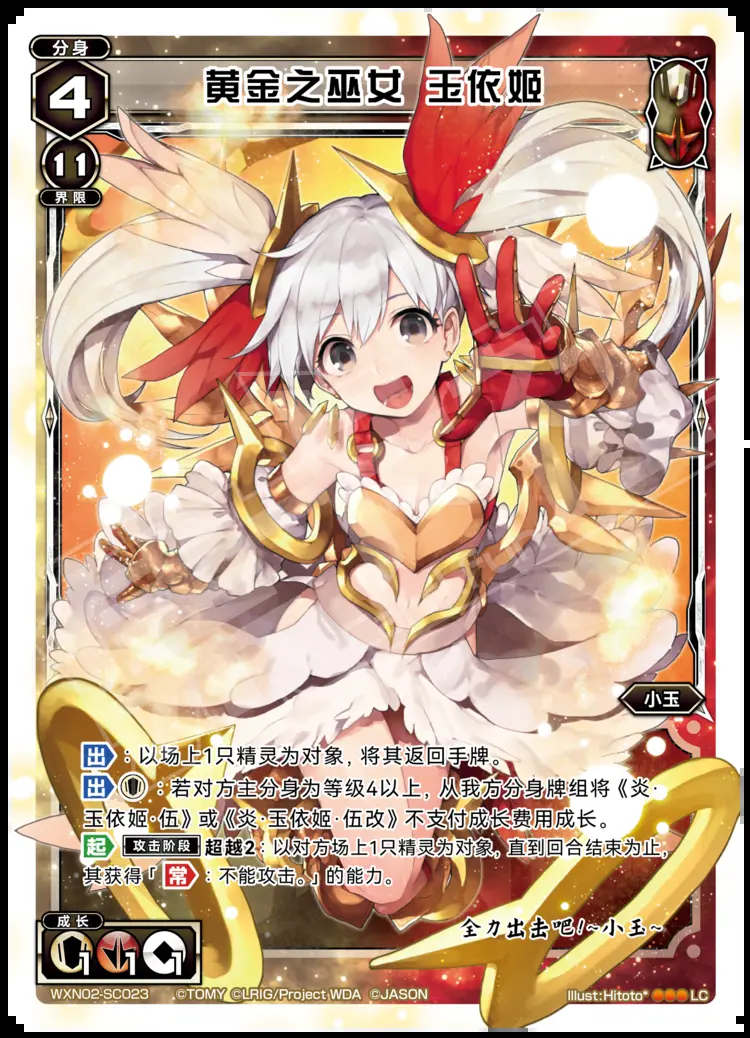 分身
4
黄金之巫女 玉依姬
11
界限
小玉
出：以场上1只精灵为对象，将其返回手牌。
出：若对方主分身为等级4以上，从我方分身牌组将《炎·
玉依姬·伍》或《炎·玉依姬·伍改》不支付成长费用成长。
起 攻击阶段 超越2：以对方场上1只精灵为对象，直到回合结束为止，
其获得「常：不能攻击。」的能力。
全力出击吧!~小玉~
成长
1 1 1
WXN02-SC023 ©TOMY ©LRIG/Project WDA ©JASON Illust:Hitoto* LC